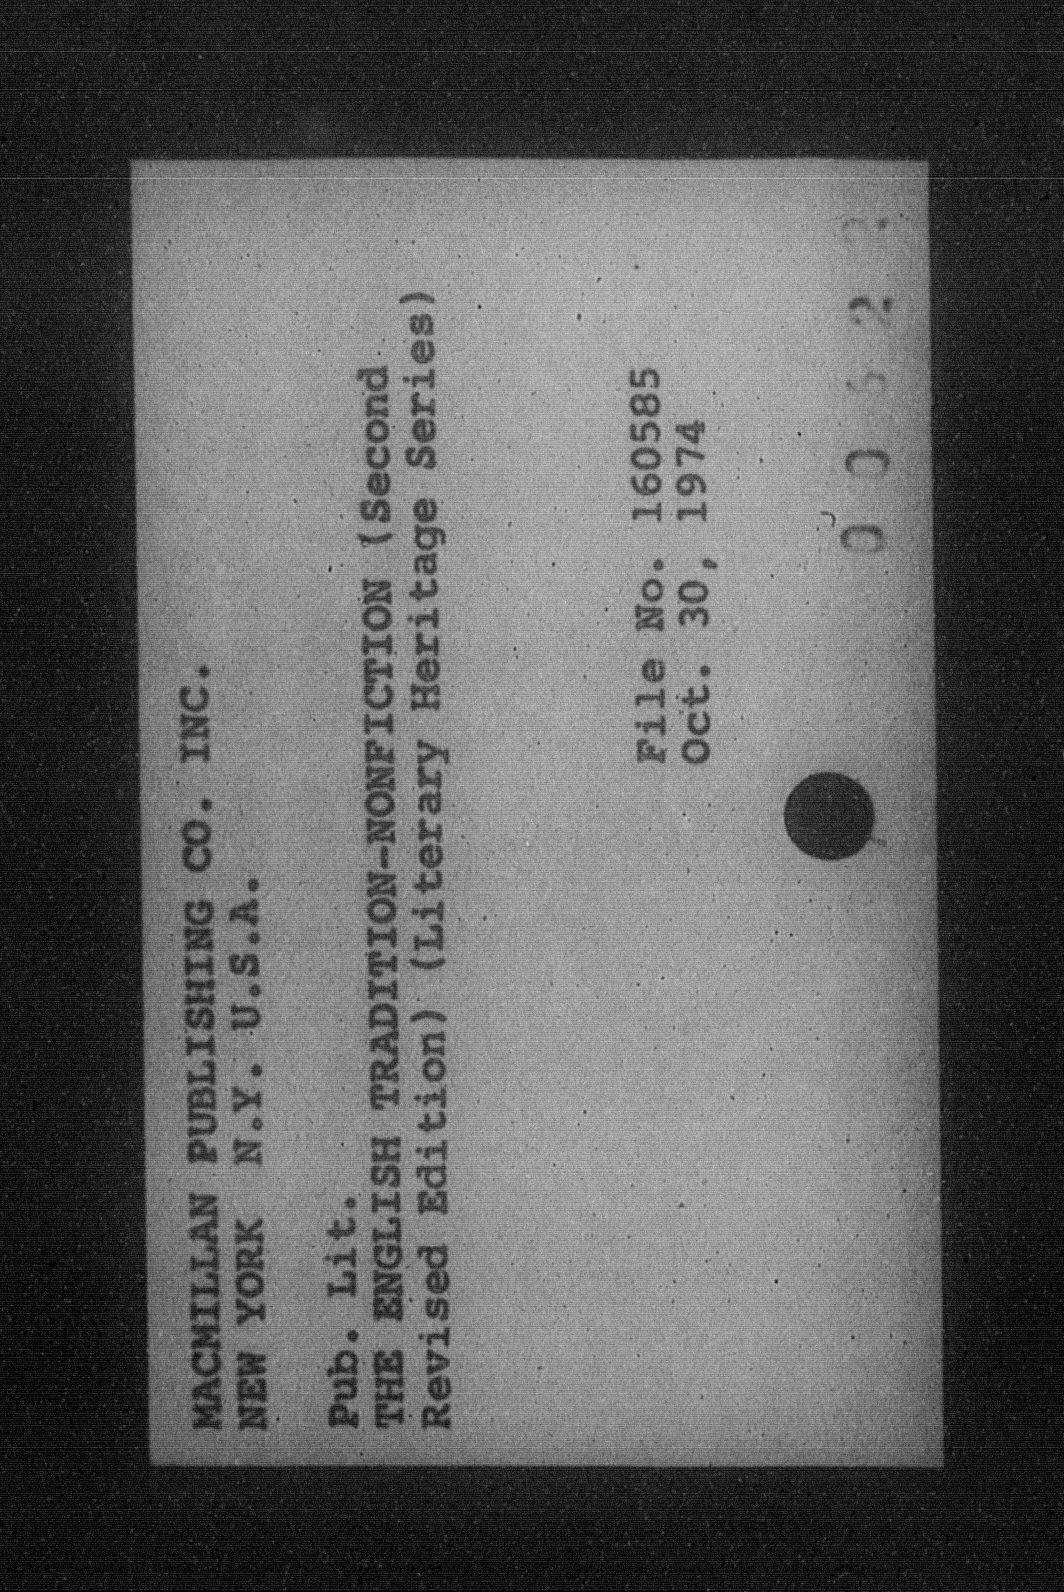 MACMILLAN PUBLISHING CO. INC.
NEW YORK N.Y. U.S.A.
Pub. Lit.
THE ENGLISH TRADITION-NONFICTION (Second
Revised Edition) (Literary Heritage Series)
File No. 160585
Oct. 30, 1974